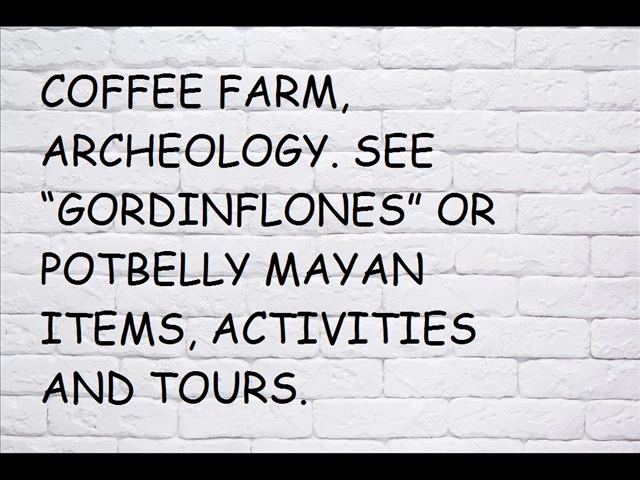 COFFEE FARM,
ARCHEOLOGY. SEE
“GORDINFLONES” OR
POTBELLY MAYAN
ITEMS, ACTIVITIES
AND TOURS.